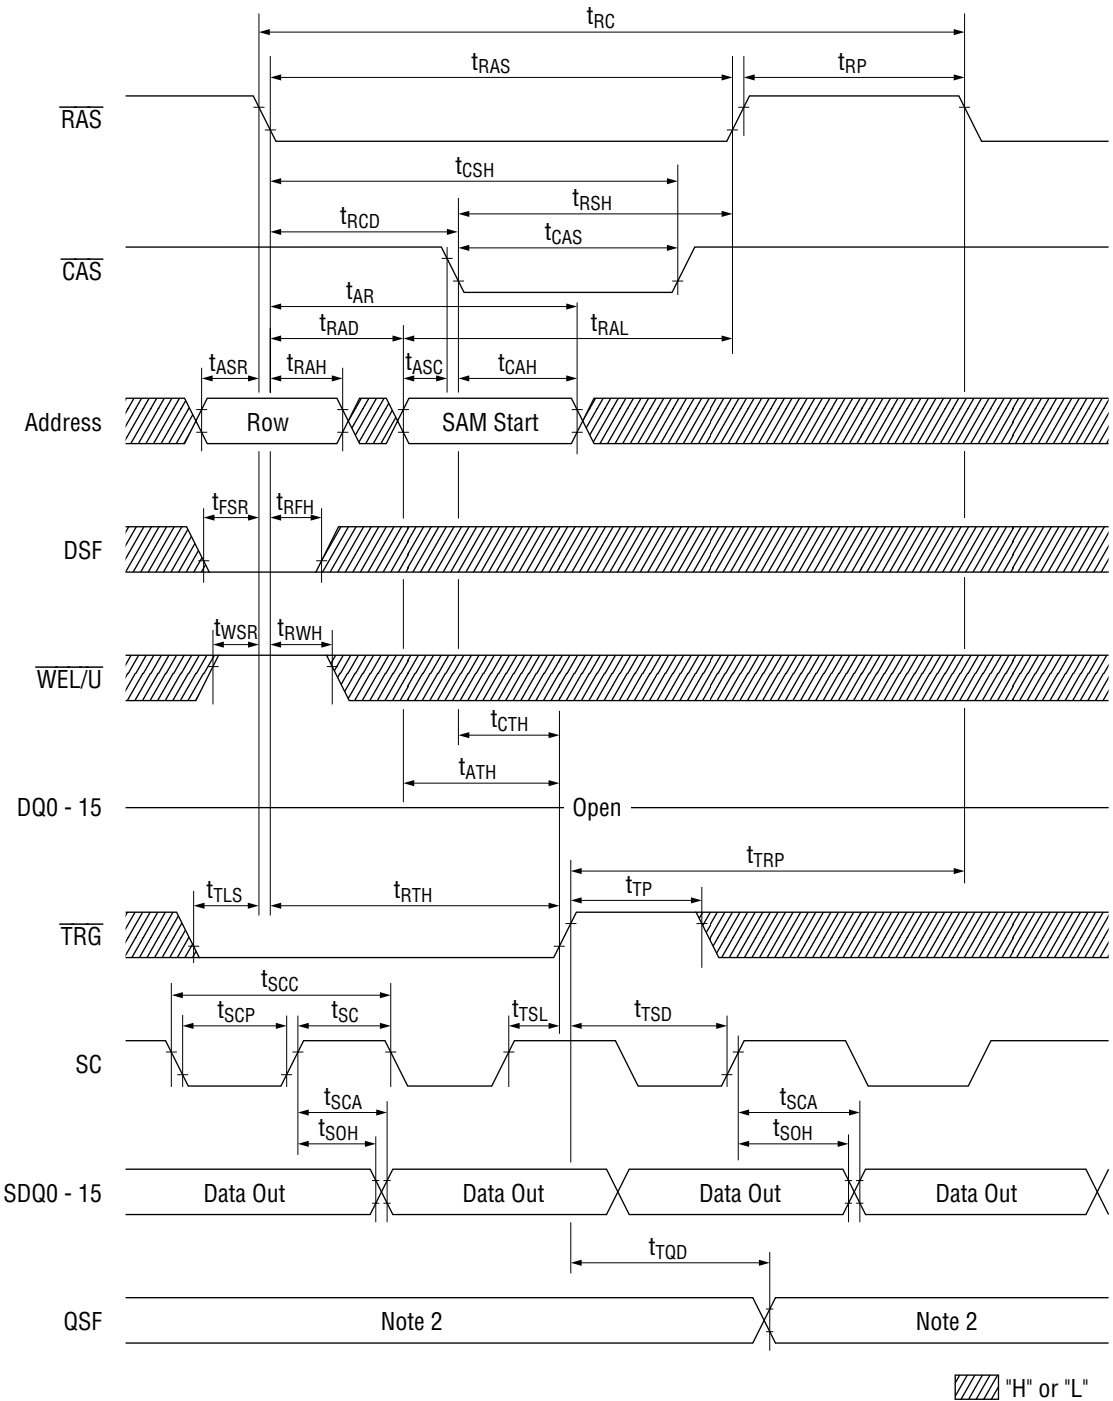 tRC
tRAS tRP
RAS
tCSH
tRSH
tRCD
tCAS
CAS
tAR
tRAD tRAL
tASR tRAH tASC tCAH
Address Row SAM Start
tFSR tRFH
DSF
tWSR tRWH
WEL/U
tCTH
tATH
DQ0 - 15 Open
tTRP
tTLS tRTH tTP
TRG
tSCC
tSCP tSC tTSL tTSD
SC
tSCA tSCA
tSOH tSOH
SDQ0 - 15 Data Out Data Out Data Out Data Out
tTQD
QSF Note 2 Note 2
"H" or "L"